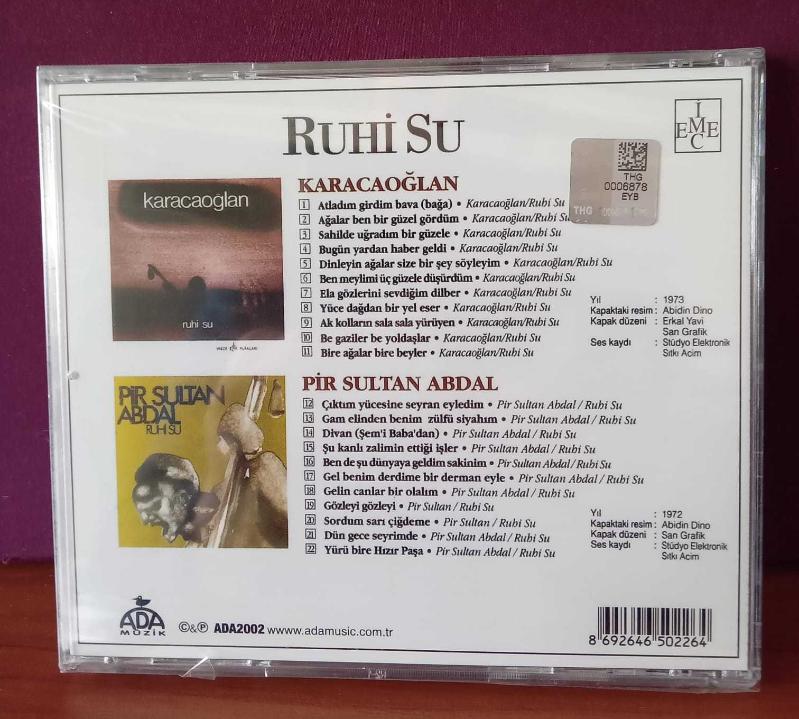 RUHİ SU
İMECE
THG
0006878
EYB
THG
karacaoğlan
ruhi su
KARACAOĞLAN
1 Atladım girdim bava (bağa) • Karacaoğlan/Ruhi Su
2 Ağalar ben bir güzel gördüm • Karacaoğlan/Ruhi Su
3 Sahilde uğradım bir güzele • Karacaoğlan/Ruhi Su
4 Bugün yardan haber geldi • Karacaoğlan/Ruhi Su
5 Dinleyin ağalar size bir şey söyleyim • Karacaoğlan/Ruhi Su
6 Ben meylimi üç güzele düşürdüm • Karacaoğlan/Ruhi Su
7 Ela gözlerini sevdiğim dilber • Karacaoğlan/Ruhi Su
8 Yüce dağdan bir yel eser • Karacaoğlan/Ruhi Su
9 Ak kolların sala sala yürüyen • Karacaoğlan/Ruhi Su
10 Be gaziler be yoldaşlar • Karacaoğlan/Ruhi Su
11 Bire ağalar bire beyler • Karacaoğlan/Ruhi Su
Yıl : 1973
Kapaktaki resim : Abidin Dino
Kapak düzeni : Erkal Yavi
San Grafik
Ses kaydı : Stüdyo Elektronik
Sıtkı Acim
PİR SULTAN
ABDAL
RUHİ SU
PİR SULTAN ABDAL
12 Çıktım yücesine seyran eyledim • Pir Sultan Abdal / Ruhi Su
13 Gam elinden benim zülfü siyahım • Pir Sultan Abdal / Ruhi Su
14 Divan (Şem'i Baba'dan) • Pir Sultan Abdal / Ruhi Su
15 Şu kanlı zalimin ettiği işler • Pir Sultan Abdal / Ruhi Su
16 Ben de şu dünyaya geldim sakinim • Pir Sultan Abdal / Ruhi Su
17 Gel benim derdime bir derman eyle • Pir Sultan Abdal / Ruhi Su
18 Gelin canlar bir olalım • Pir Sultan Abdal / Ruhi Su
19 Gözleyi gözleyi • Pir Sultan / Ruhi Su
20 Sordum sarı çiğdeme • Pir Sultan / Ruhi Su
21 Dün gece seyrimde • Pir Sultan Abdal / Ruhi Su
22 Yürü bire Hızır Paşa • Pir Sultan Abdal / Ruhi Su
Yıl : 1972
Kapaktaki resim : Abidin Dino
Kapak düzeni : San Grafik
Ses kaydı : Stüdyo Elektronik
Sıtkı Acim
ADA
MÜZİK
©&℗ ADA2002 wwww.adamusic.com.tr
8 692646 502264